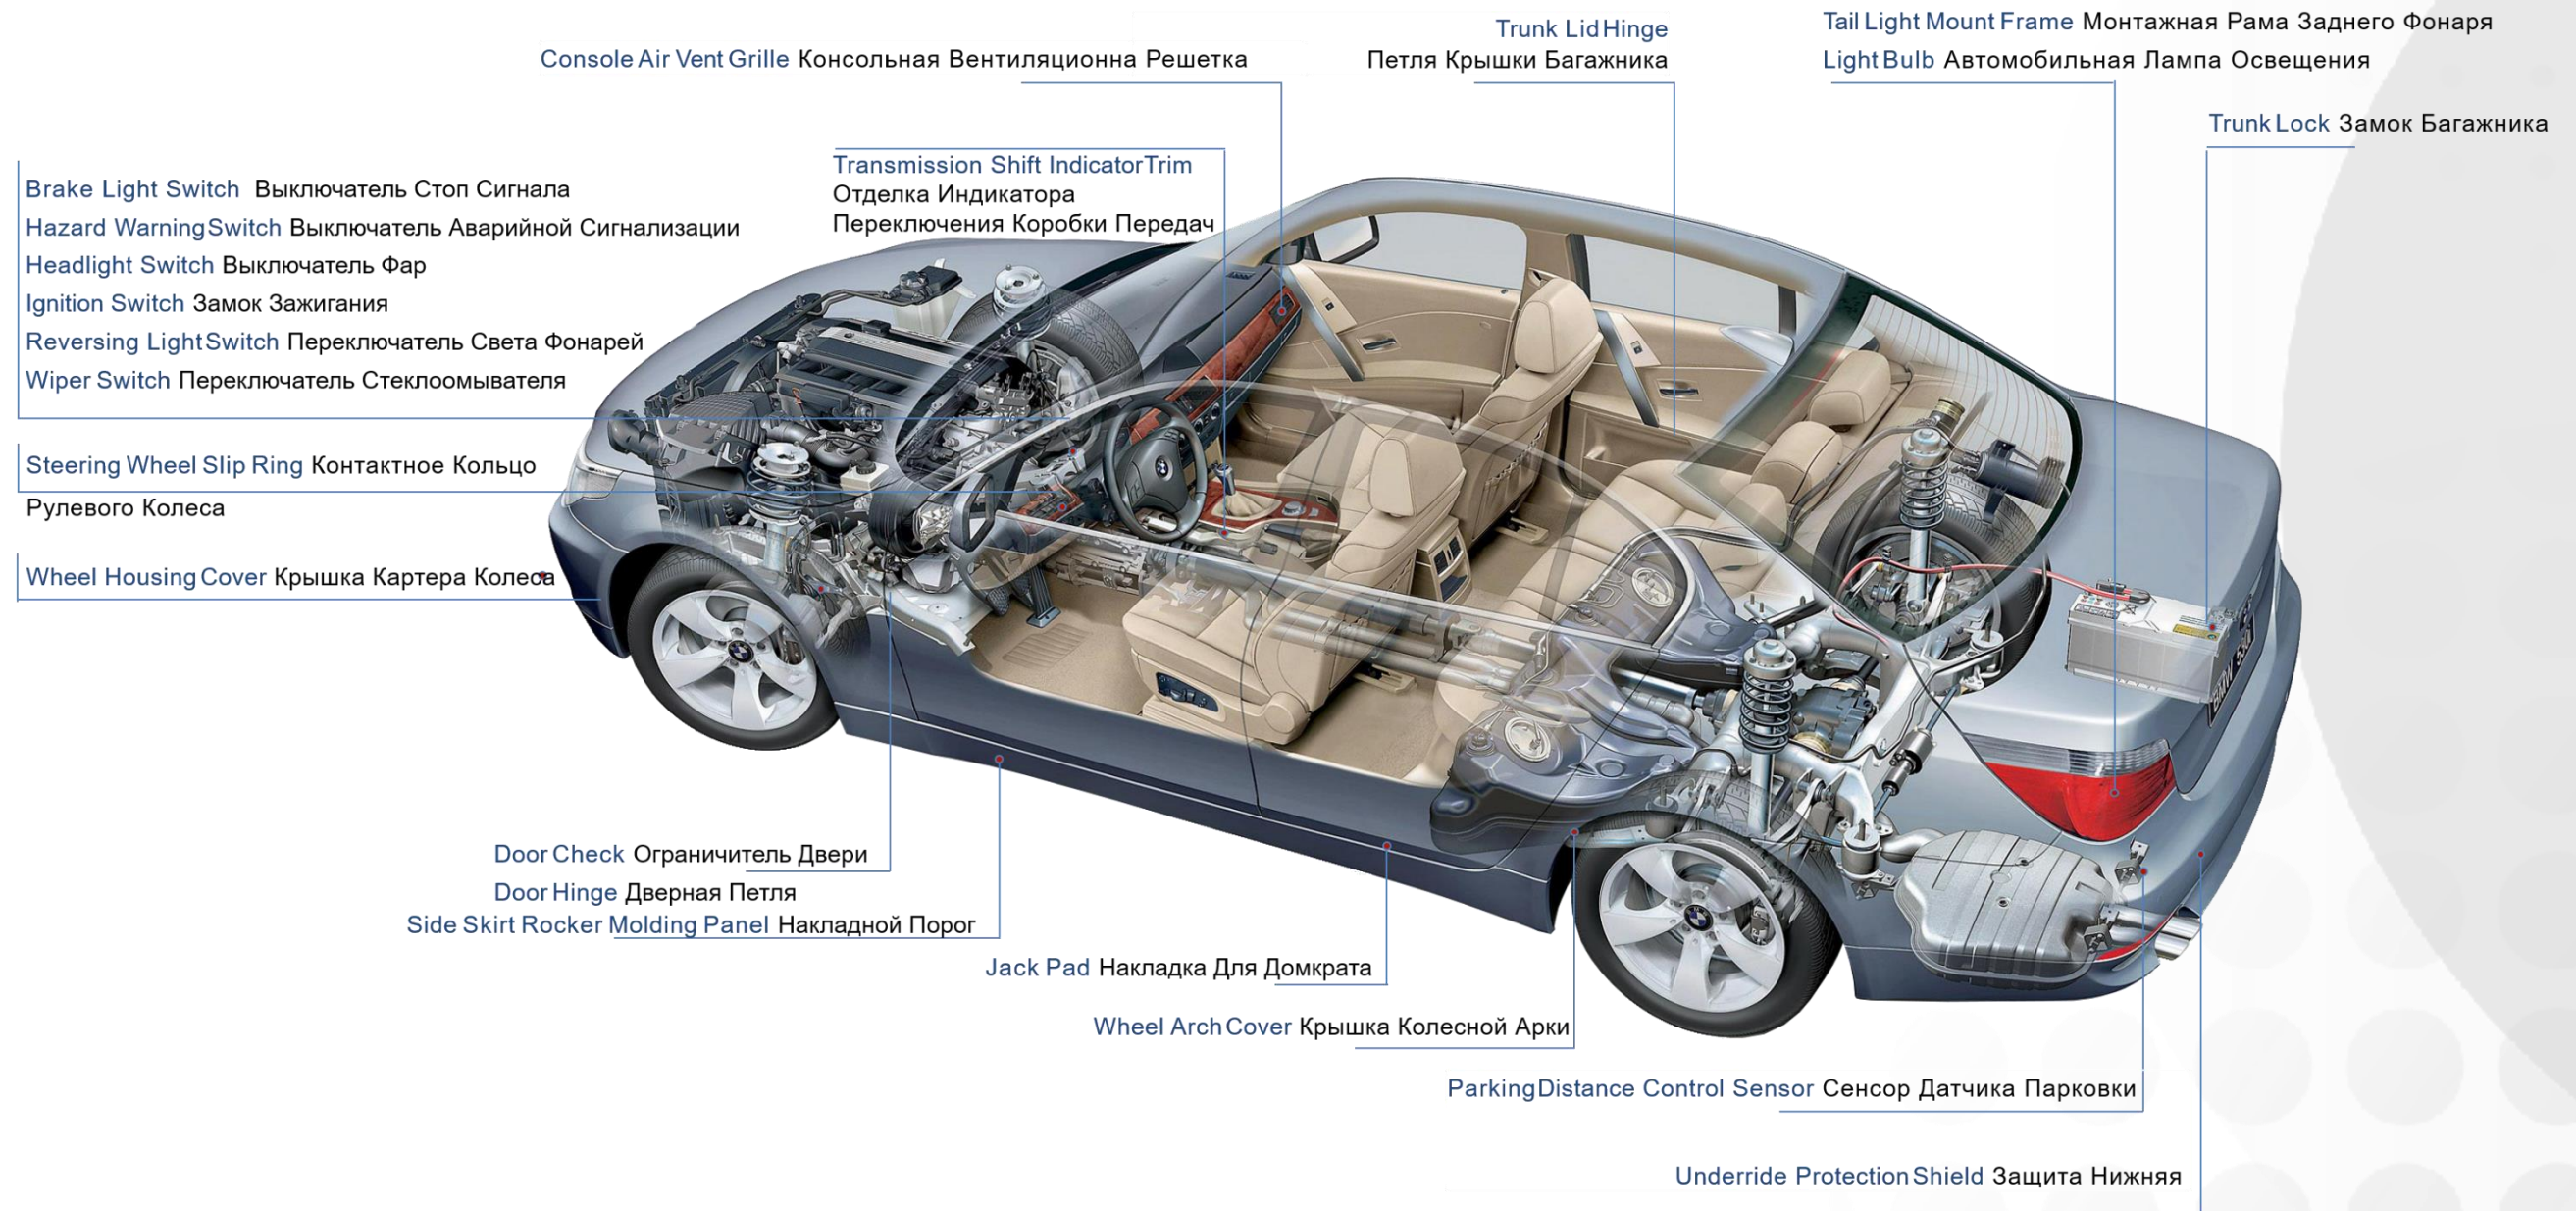 Tail Light Mount Frame Монтажная Рама Заднего Фонаря
Trunk Lid Hinge
Console Air Vent Grille Консольная Вентиляционна Решетка
Петля Крышки Багажника
Light Bulb Автомобильная Лампа Освещения
Trunk Lock Замок Багажника
Transmission Shift Indicator Trim
Отделка Индикатора
Переключения Коробки Передач
Brake Light Switch Выключатель Стоп Сигнала
Hazard Warning Switch Выключатель Аварийной Сигнализации
Headlight Switch Выключатель Фар
Ignition Switch Замок Зажигания
Reversing Light Switch Переключатель Света Фонарей
Wiper Switch Переключатель Стеклоомывателя
Steering Wheel Slip Ring Контактное Кольцо
Рулевого Колеса
Wheel Housing Cover Крышка Картера Колеса
Door Check Ограничитель Двери
Door Hinge Дверная Петля
Side Skirt Rocker Molding Panel Накладной Порог
Jack Pad Накладка Для Домкрата
Wheel Arch Cover Крышка Колесной Арки
Parking Distance Control Sensor Сенсор Датчика Парковки
Underride Protection Shield Защита Нижняя